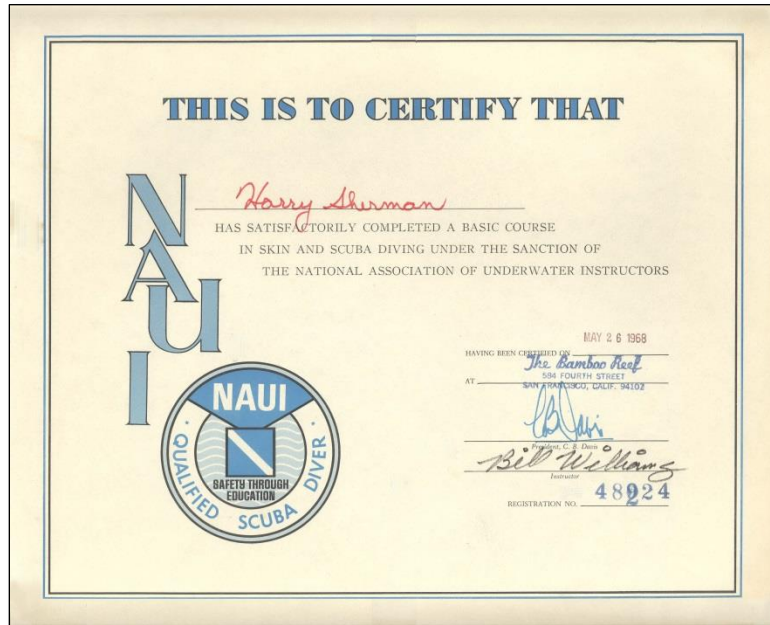 THIS IS TO CERTIFY THAT
NAUI
Harry Sherman
HAS SATISFACTORILY COMPLETED A BASIC COURSE
IN SKIN AND SCUBA DIVING UNDER THE SANCTION OF
THE NATIONAL ASSOCIATION OF UNDERWATER INSTRUCTORS
MAY 26 1968
HAVING BEEN CERTIFIED ON
The Bamboo Reef
584 FOURTH STREET
AT
SAN FRANCISCO, CALIF. 94102
CBDavis
President, C. B. Davis
Bill Williams
Instructor
REGISTRATION NO. 48224
NAUI
SAFETY THROUGH
EDUCATION
· QUALIFIED SCUBA DIVER ·